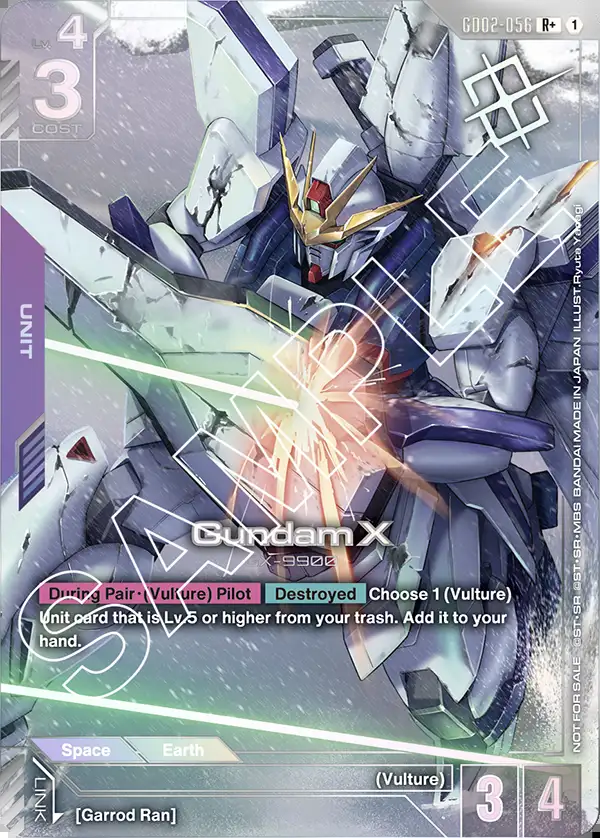 Lv. 4
3
COST
GD02-056 R+ 1
UNIT
SAMPLE
Gundam X
X-9900
During Pair･(Vulture) Pilot Destroyed Choose 1 (Vulture)
Unit card that is Lv.5 or higher from your trash. Add it to your
hand.
Space Earth
(Vulture)
LINK
[Garrod Ran]
3 4
NOT FOR SALE ©ST･SR ©ST･SR･MBS BANDAI MADE IN JAPAN ILLUST.Ryuta Yanagi